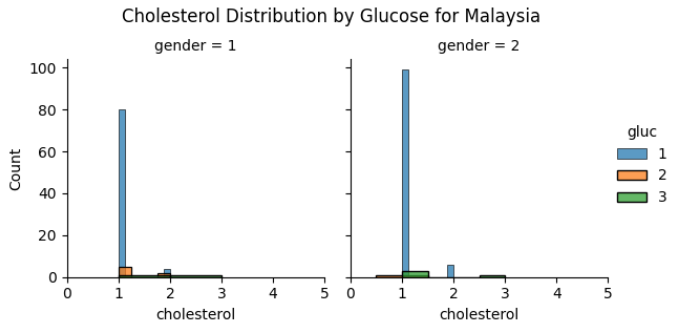 Cholesterol Distribution by Glucose for Malaysia
gender = 1
gender = 2
Count
100
80
60
40
20
0
0 1 2 3 4 5
cholesterol
0 1 2 3 4 5
cholesterol
gluc
1
2
3